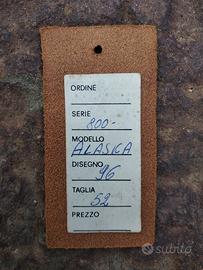 ORDINE
SERIE 800-
MODELLO ALASKA
DISEGNO 96
TAGLIA 52
PREZZO
subito